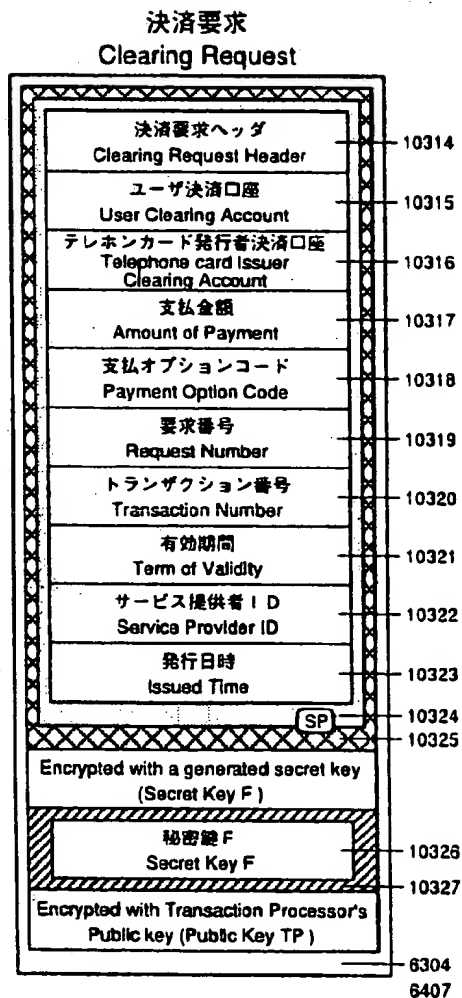 決済要求
Clearing Request
決済要求ヘッダ
Clearing Request Header
10314
ユーザ決済口座
User Clearing Account
10315
テレホンカード発行者決済口座
Telephone card Issuer
Clearing Account
10316
支払金額
Amount of Payment
10317
支払オプションコード
Payment Option Code
10318
要求番号
Request Number
10319
トランザクション番号
Transaction Number
10320
有効期間
Term of Validity
10321
サービス提供者ID
Service Provider ID
10322
発行日時
Issued Time
10323
SP
10324
10325
Encrypted with a generated secret key
(Secret Key F )
秘密鍵F
Secret Key F
10326
10327
Encrypted with Transaction Processor's
Public key (Public Key TP )
6304
6407